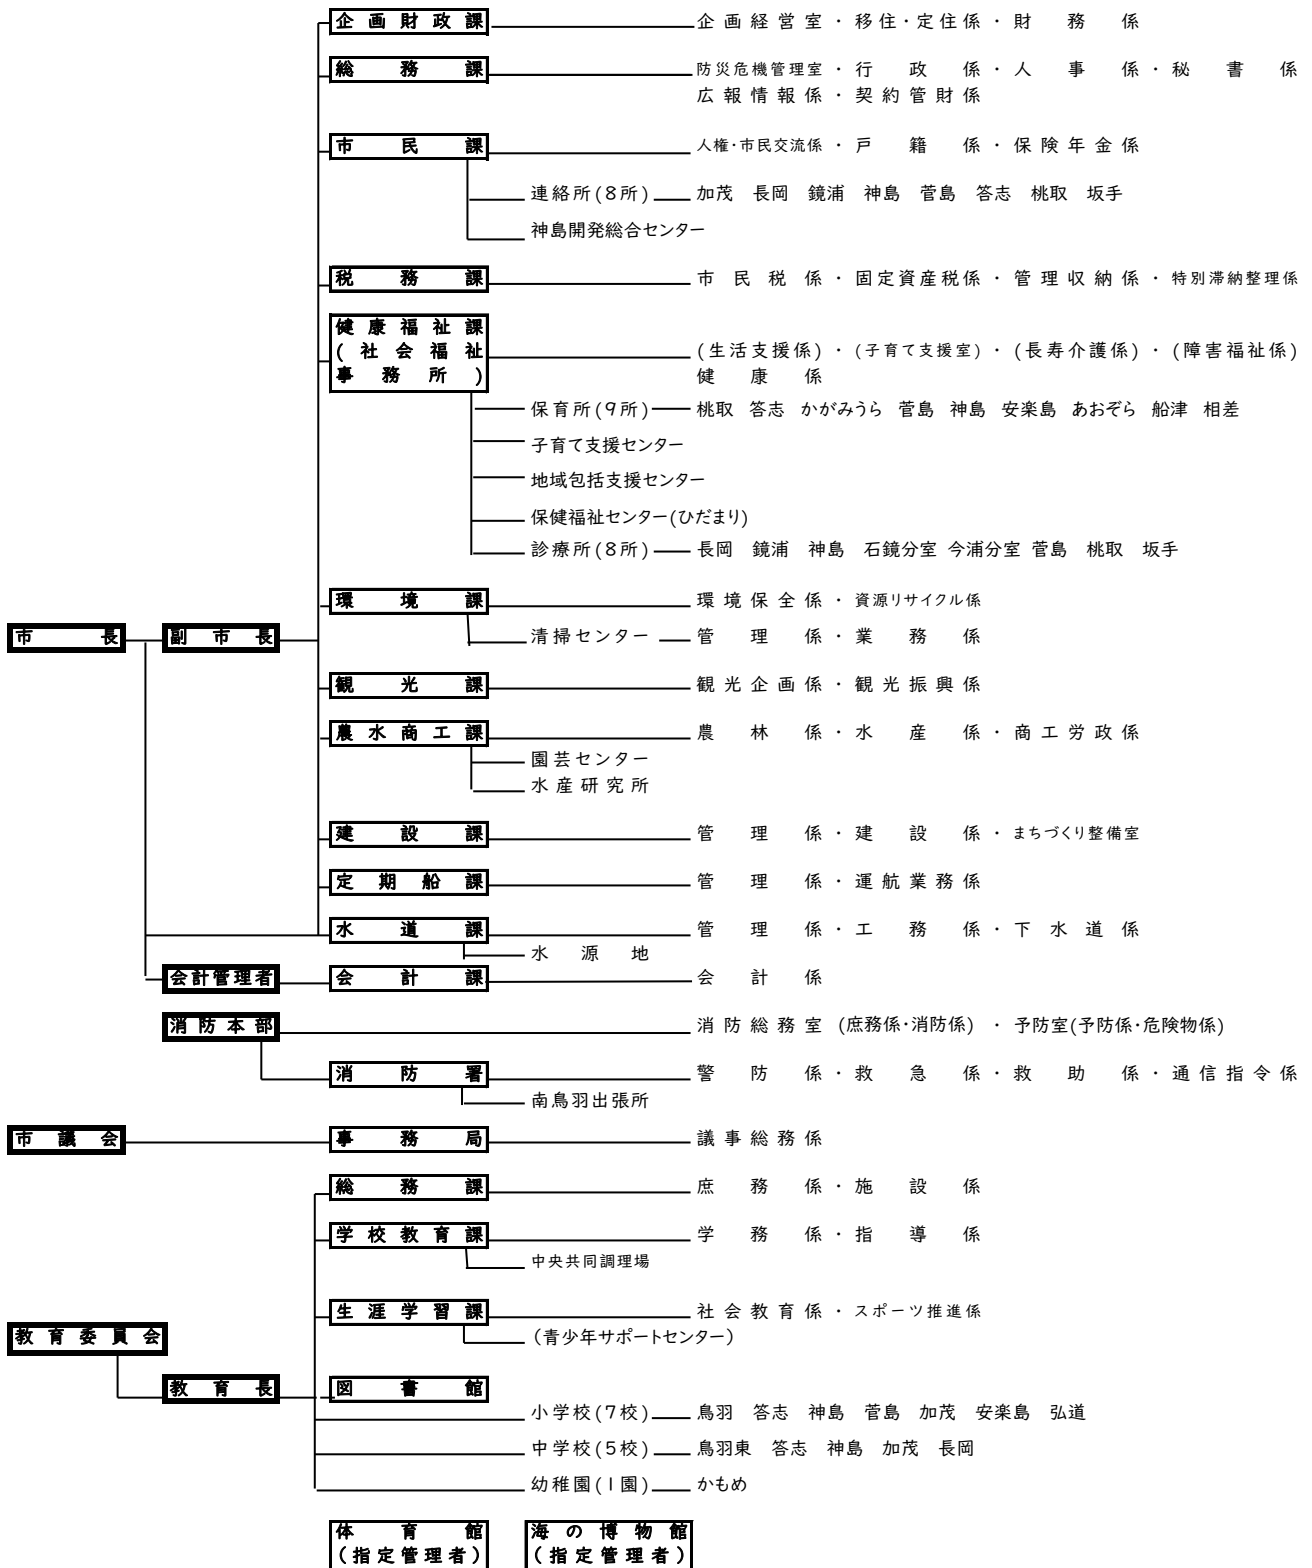 企画財政課 企画経営室・移住・定住係・財務係
総務課 防災危機管理室・行政係・人事係・秘書係
広報情報係・契約管財係
市民課 人権・市民交流係・戸籍係・保険年金係
連絡所(8所) 加茂 長岡 鏡浦 神島 菅島 答志 桃取 坂手
神島開発総合センター
税務課 市民税係・固定資産税係・管理収納係・特別滞納整理係
健康福祉課
(社会福祉 (生活支援係)・(子育て支援室)・(長寿介護係)・(障害福祉係)
事務所) 健康係
保育所(9所) 桃取 答志 かがみうら 菅島 神島 安楽島 あおぞら 船津 相差
子育て支援センター
地域包括支援センター
保健福祉センター(ひだまり)
診療所(8所) 長岡 鏡浦 神島 石鏡分室 今浦分室 菅島 桃取 坂手
環境課 環境保全係・資源リサイクル係
市長 副市長 清掃センター 管理係・業務係
観光課 観光企画係・観光振興係
農水商工課 農林係・水産係・商工労政係
園芸センター
水産研究所
建設課 管理係・建設係・まちづくり整備室
定期船課 管理係・運航業務係
水道課 管理係・工務係・下水道係
水源地
会計管理者 会計課 会計係
消防本部 消防総務室(庶務係・消防係)・予防室(予防係・危険物係)
消防署 警防係・救急係・救助係・通信指令係
南鳥羽出張所
市議会 事務局 議事総務係
総務課 庶務係・施設係
学校教育課 学務係・指導係
中央共同調理場
生涯学習課 社会教育係・スポーツ推進係
教育委員会 (青少年サポートセンター)
教育長 図書館
小学校(7校) 鳥羽 答志 神島 菅島 加茂 安楽島 弘道
中学校(5校) 鳥羽東 答志 神島 加茂 長岡
幼稚園(1園) かもめ
体育館 海の博物館
(指定管理者) (指定管理者)